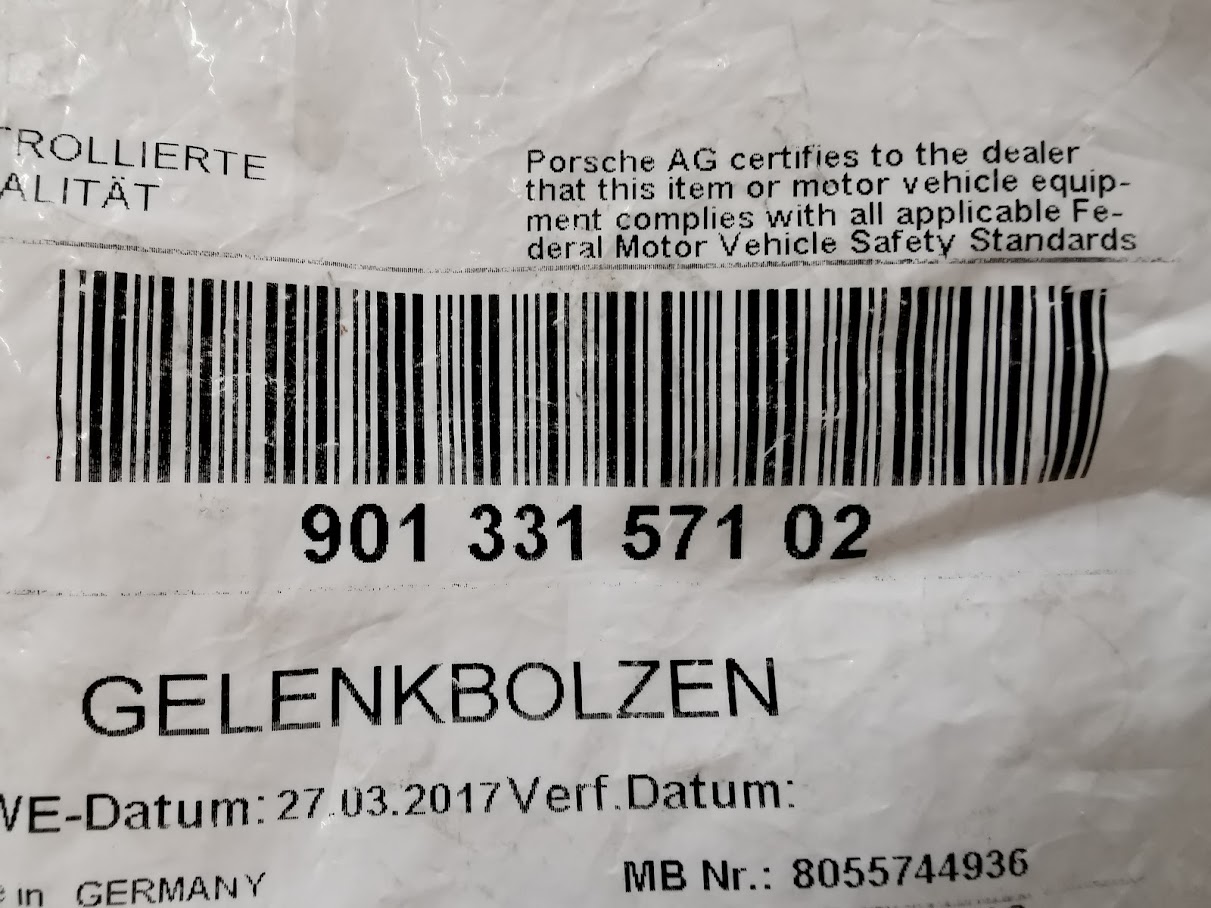 TROLLIERTE
ALITÄT
Porsche AG certifies to the dealer
that this item or motor vehicle equip-
ment complies with all applicable Fe-
deral Motor Vehicle Safety Standards
901 331 571 02
GELENKBOLZEN
WE-Datum: 27.03.2017 Verf.Datum:
in GERMANY
MB Nr.: 8055744936